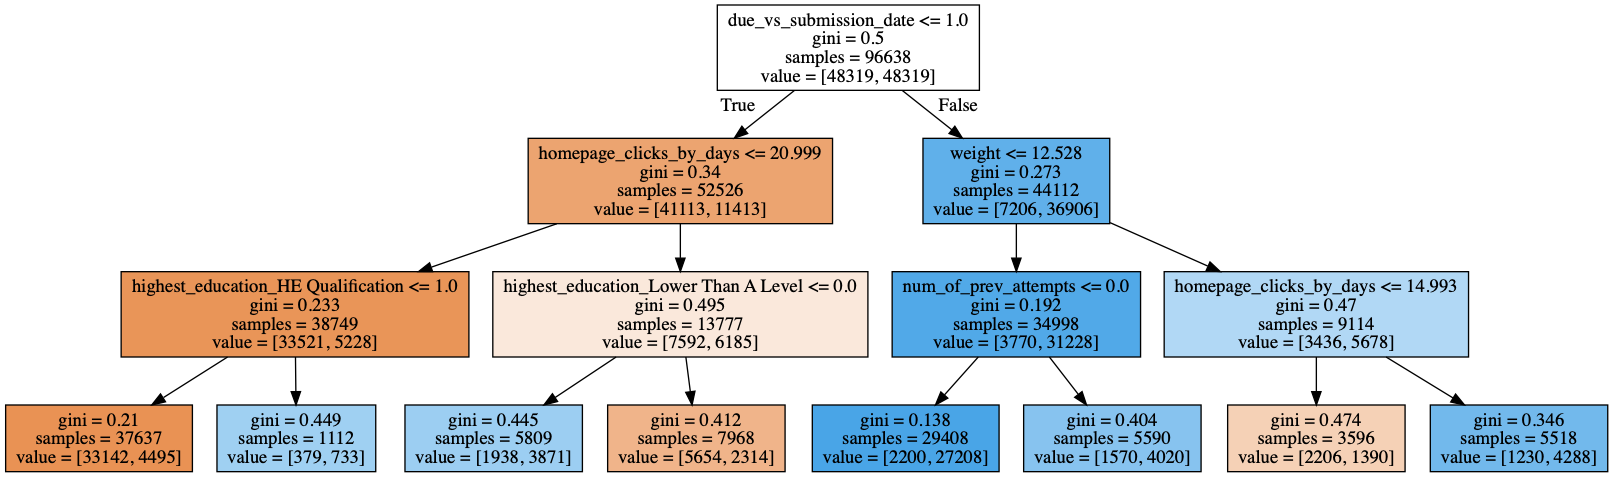 due_vs_submission_date <= 1.0
gini = 0.5
samples = 96638
value = [48319, 48319]
True
False
homepage_clicks_by_days <= 20.999
gini = 0.34
samples = 52526
value = [41113, 11413]
weight <= 12.528
gini = 0.273
samples = 44112
value = [7206, 36906]
highest_education_HE Qualification <= 1.0
gini = 0.233
samples = 38749
value = [33521, 5228]
highest_education_Lower Than A Level <= 0.0
gini = 0.495
samples = 13777
value = [7592, 6185]
num_of_prev_attempts <= 0.0
gini = 0.192
samples = 34998
value = [3770, 31228]
homepage_clicks_by_days <= 14.993
gini = 0.47
samples = 9114
value = [3436, 5678]
gini = 0.21
samples = 37637
value = [33142, 4495]
gini = 0.449
samples = 1112
value = [379, 733]
gini = 0.445
samples = 5809
value = [1938, 3871]
gini = 0.412
samples = 7968
value = [5654, 2314]
gini = 0.138
samples = 29408
value = [2200, 27208]
gini = 0.404
samples = 5590
value = [1570, 4020]
gini = 0.474
samples = 3596
value = [2206, 1390]
gini = 0.346
samples = 5518
value = [1230, 4288]